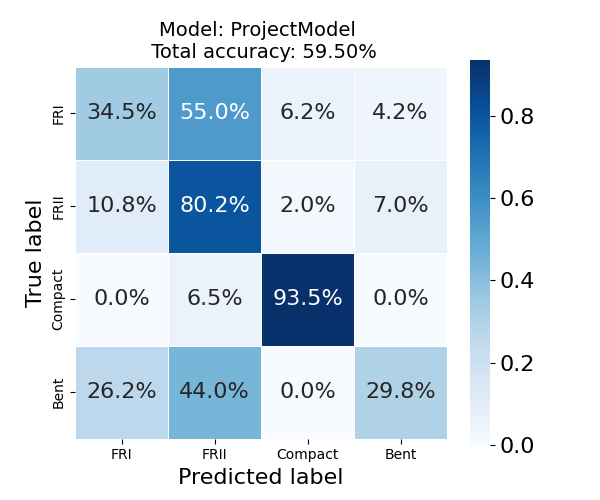 Model: ProjectModel
Total accuracy: 59.50%
True label
FRI
34.5% 55.0% 6.2% 4.2%
FRII
10.8% 80.2% 2.0% 7.0%
Compact
0.0% 6.5% 93.5% 0.0%
Bent
26.2% 44.0% 0.0% 29.8%
FRI FRII Compact Bent
Predicted label
0.8
0.6
0.4
0.2
0.0